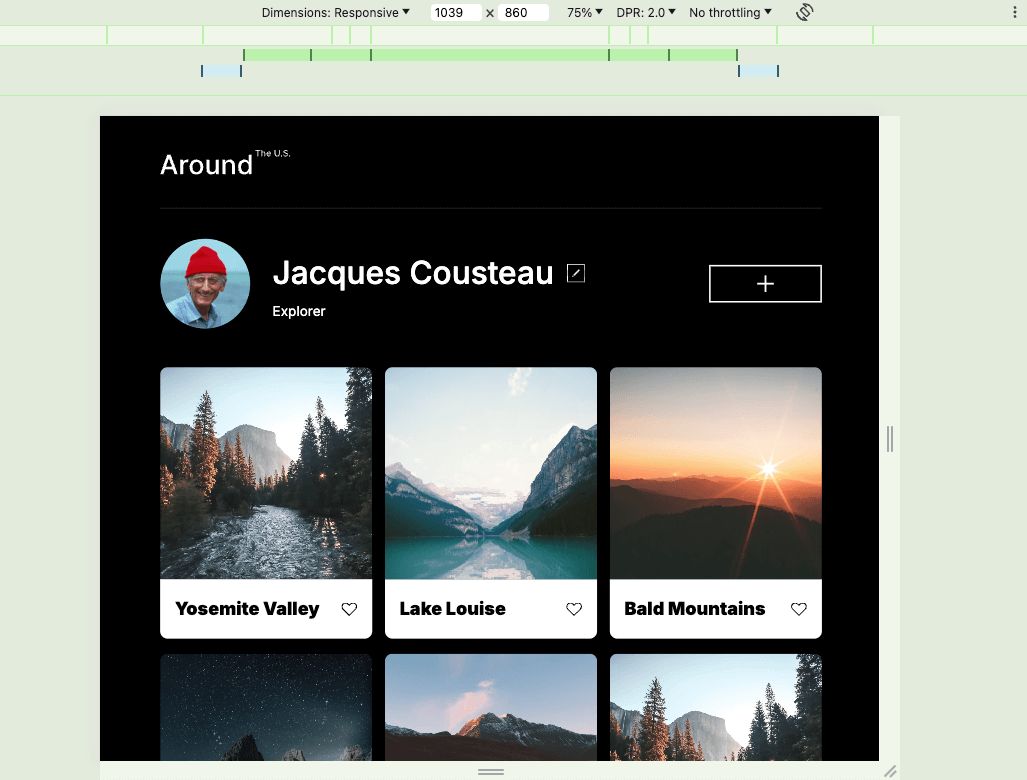 Dimensions: Responsive 1039 × 860 75% DPR: 2.0 No throttling
Around The U.S.
Jacques Cousteau
Explorer
Yosemite Valley
Lake Louise
Bald Mountains